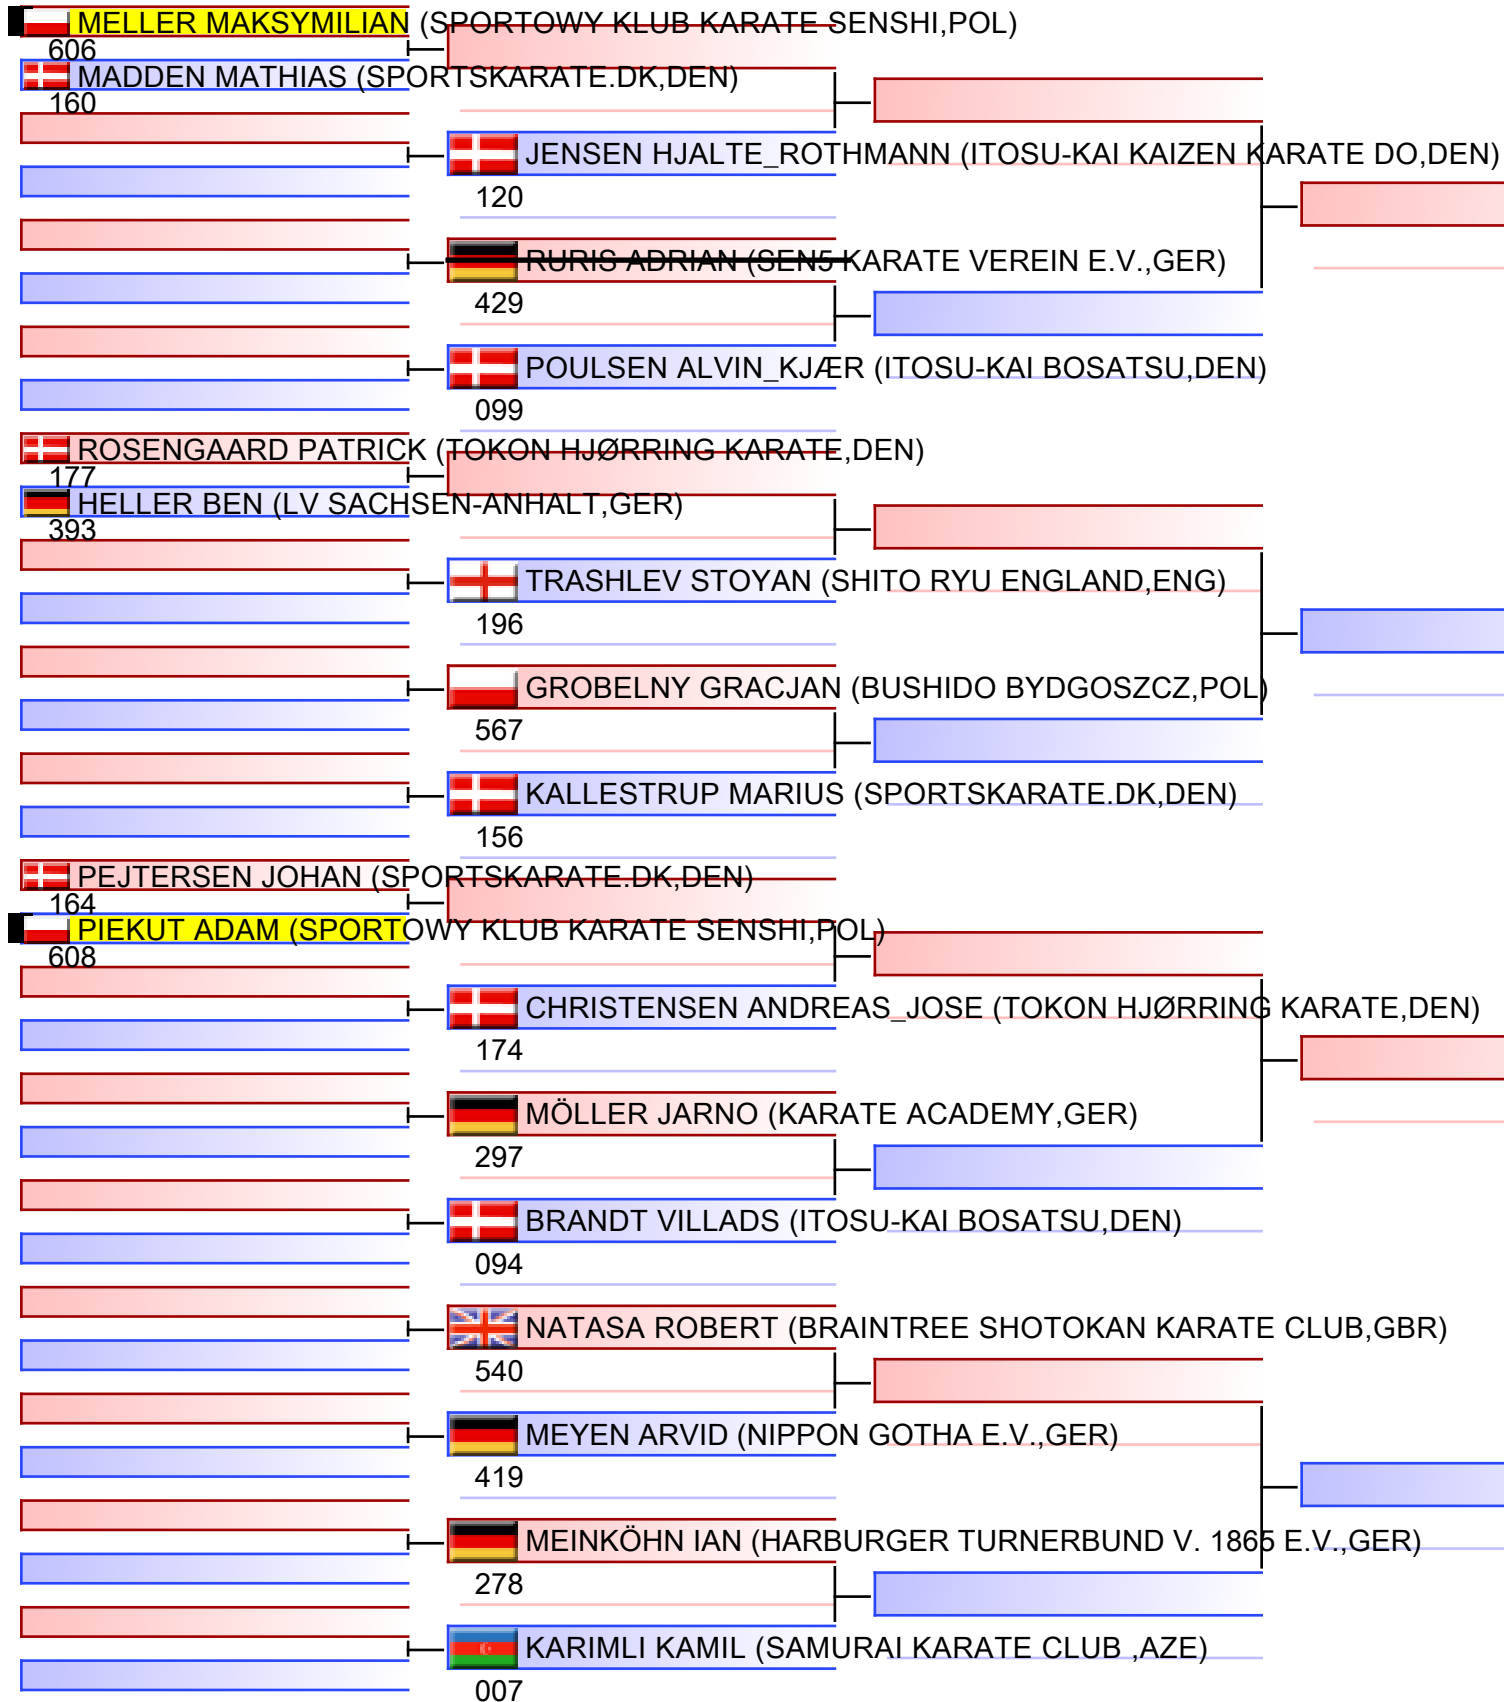 MELLER MAKSYMILIAN (SPORTOWY KLUB KARATE SENSHI,POL)
606
MADDEN MATHIAS (SPORTSKARATE.DK,DEN)
160
JENSEN HJALTE_ROTHMANN (ITOSU-KAI KAIZEN KARATE DO,DEN)
120
RURIS ADRIAN (SEN5 KARATE VEREIN E.V.,GER)
429
POULSEN ALVIN_KJÆR (ITOSU-KAI BOSATSU,DEN)
099
ROSENGAARD PATRICK (TOKON HJØRRING KARATE,DEN)
177
HELLER BEN (LV SACHSEN-ANHALT,GER)
393
TRASHLEV STOYAN (SHITO RYU ENGLAND,ENG)
196
GROBELNY GRACJAN (BUSHIDO BYDGOSZCZ,POL)
567
KALLESTRUP MARIUS (SPORTSKARATE.DK,DEN)
156
PEJTERSEN JOHAN (SPORTSKARATE.DK,DEN)
164
PIEKUT ADAM (SPORTOWY KLUB KARATE SENSHI,POL)
608
CHRISTENSEN ANDREAS_JOSE (TOKON HJØRRING KARATE,DEN)
174
MÖLLER JARNO (KARATE ACADEMY,GER)
297
BRANDT VILLADS (ITOSU-KAI BOSATSU,DEN)
094
NATASA ROBERT (BRAINTREE SHOTOKAN KARATE CLUB,GBR)
540
MEYEN ARVID (NIPPON GOTHA E.V.,GER)
419
MEINKÖHN IAN (HARBURGER TURNERBUND V. 1865 E.V.,GER)
278
KARIMLI KAMIL (SAMURAI KARATE CLUB ,AZE)
007